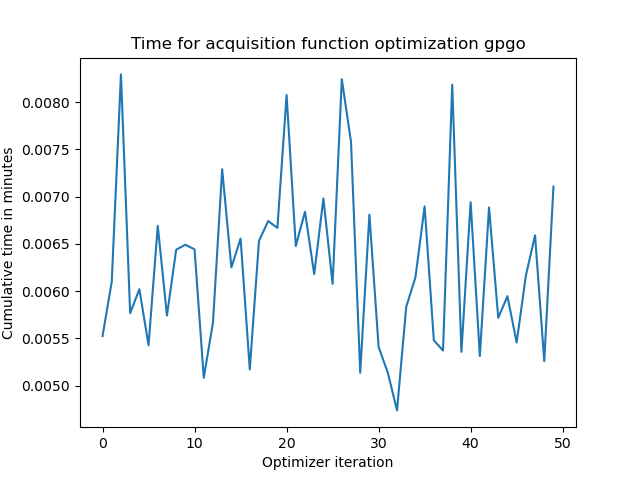 Time for acquisition function optimization gpgo
Cumulative time in minutes
0.0080
0.0075
0.0070
0.0065
0.0060
0.0055
0.0050
0 10 20 30 40 50
Optimizer iteration